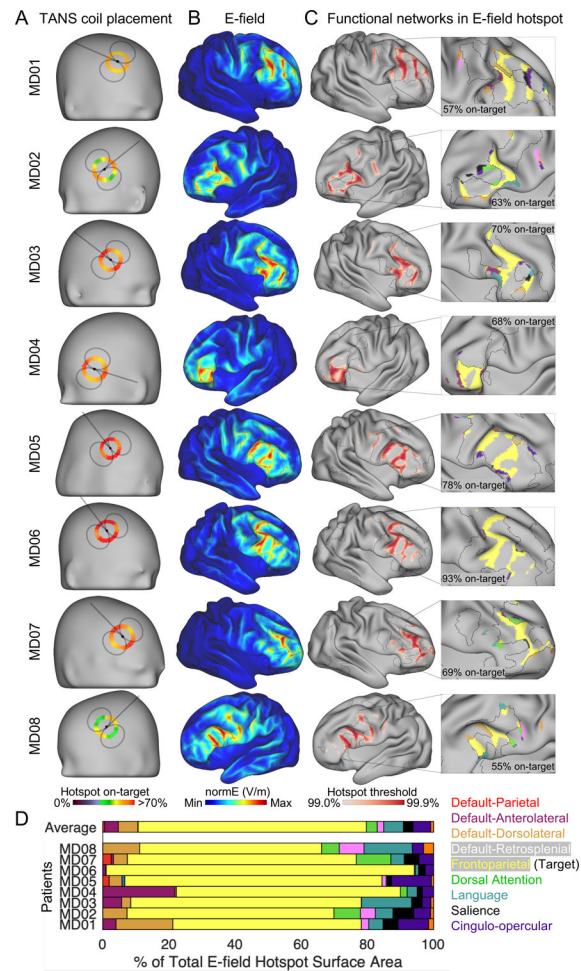 A TANS coil placement
B E-field
C Functional networks in E-field hotspot
MD01
57% on-target
MD02
63% on-target
MD03
70% on-target
MD04
68% on-target
MD05
78% on-target
MD06
93% on-target
MD07
69% on-target
MD08
55% on-target
Hotspot on-target
0% >70%
normE (V/m)
Min Max
Hotspot threshold
99.0% 99.9%
Default-Parietal
Default-Anterolateral
Default-Dorsolateral
Default-Retrosplenial
Frontoparietal (Target)
Dorsal Attention
Language
Salience
Cingulo-opercular
D
Average
Patients
MD08
MD07
MD06
MD05
MD04
MD03
MD02
MD01
0 20 40 60 80 100
% of Total E-field Hotspot Surface Area